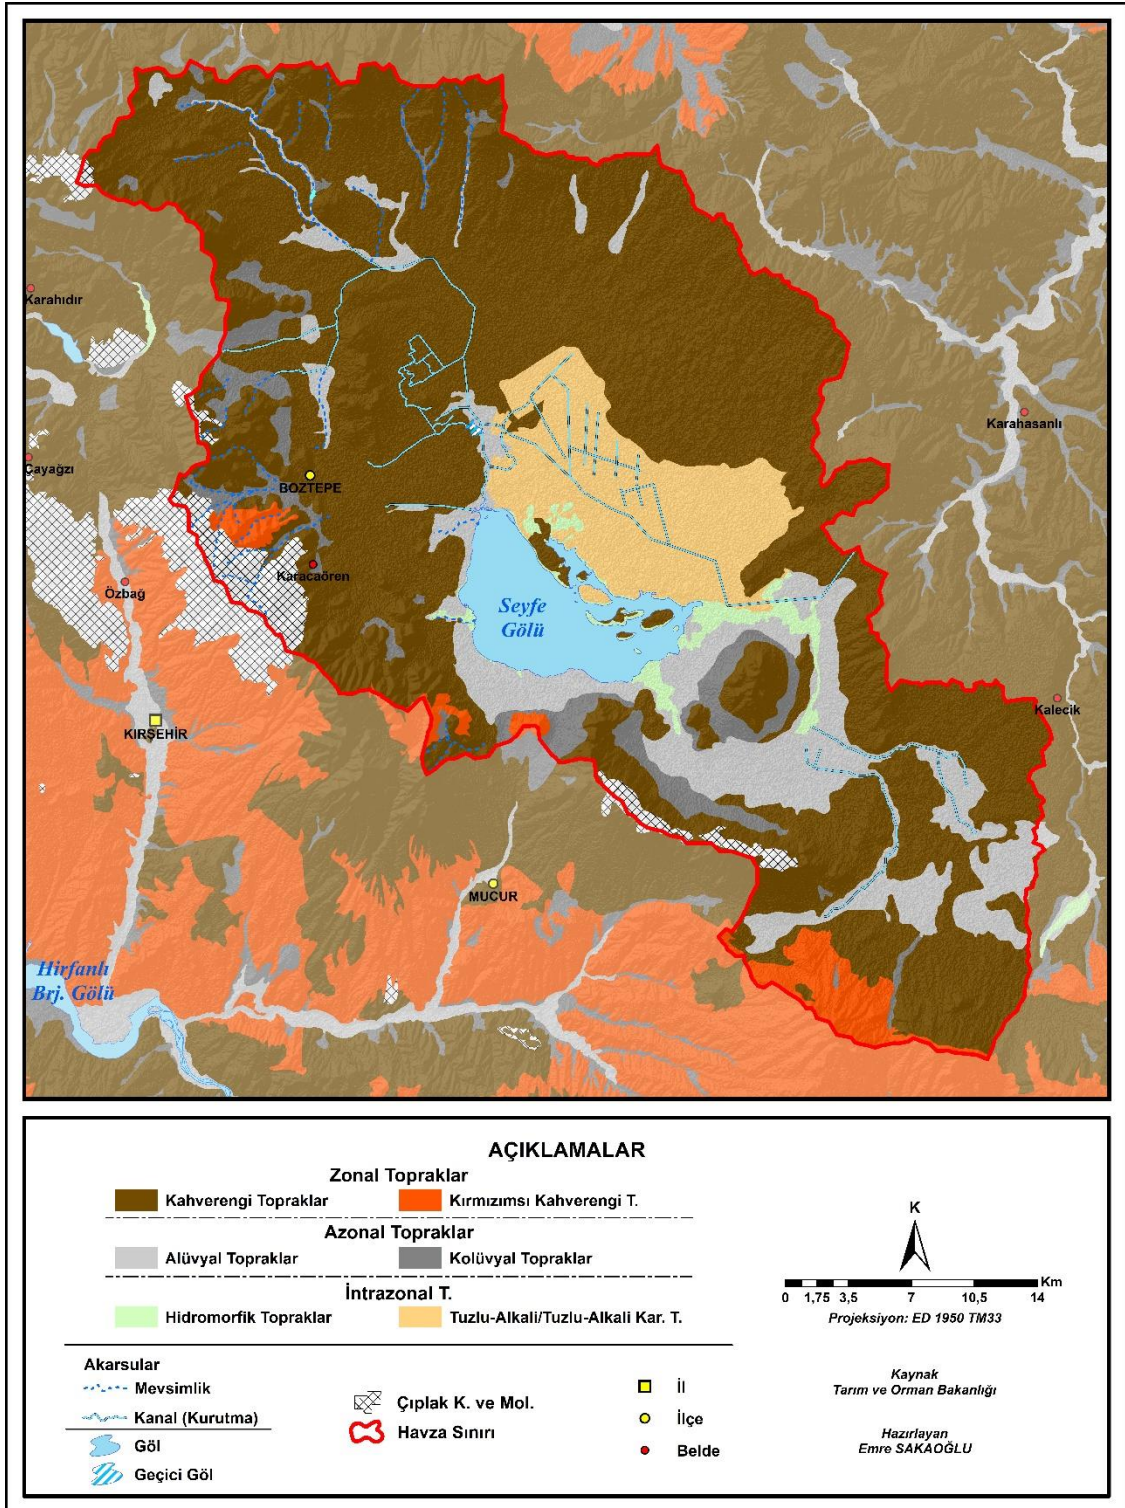 Karahıdır
Karahasanlı
Çayağzı
BOZTEPE
Karacaören
Özbağ
Seyfe
Gölü
KIRŞEHİR
Kalecik
MUCUR
Hirfanlı
Brj. Gölü
AÇIKLAMALAR
Zonal Topraklar
Kahverengi Topraklar
Kırmızımsı Kahverengi T.
Azonal Topraklar
Alüvyal Topraklar
Kolüvyal Topraklar
İntrazonal T.
Hidromorfik Topraklar
Tuzlu-Alkali/Tuzlu-Alkali Kar. T.
Akarsular
Mevsimlik
Kanal (Kurutma)
Göl
Geçici Göl
Çıplak K. ve Mol.
Havza Sınırı
İl
İlçe
Belde
K
Km
0 1,75 3,5 7 10,5 14
Projeksiyon: ED 1950 TM33
Kaynak
Tarım ve Orman Bakanlığı
Hazırlayan
Emre SAKAOĞLU